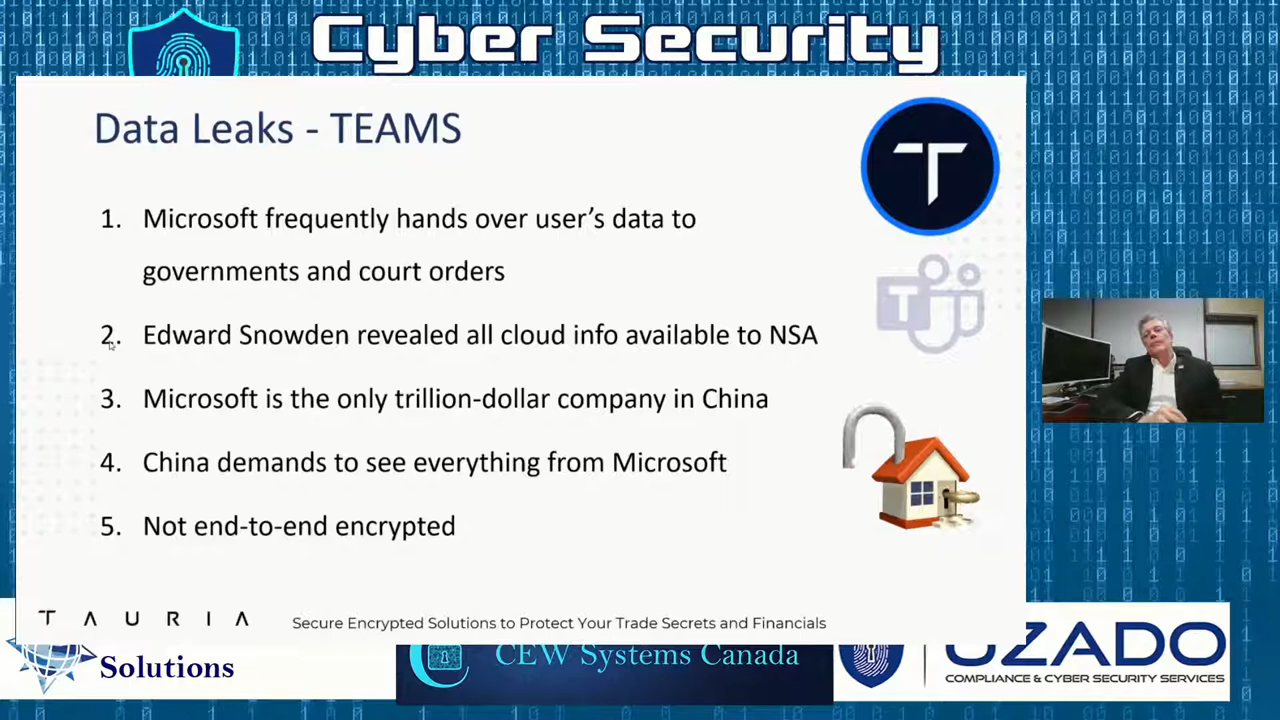 Cyber Security
Data Leaks - TEAMS
1. Microsoft frequently hands over user's data to
governments and court orders
2. Edward Snowden revealed all cloud info available to NSA
3. Microsoft is the only trillion-dollar company in China
4. China demands to see everything from Microsoft
5. Not end-to-end encrypted
TAURIA
Secure Encrypted Solutions to Protect Your Trade Secrets and Financials
Solutions
CEW Systems Canada
UZADO
COMPLIANCE & CYBER SECURITY SERVICES